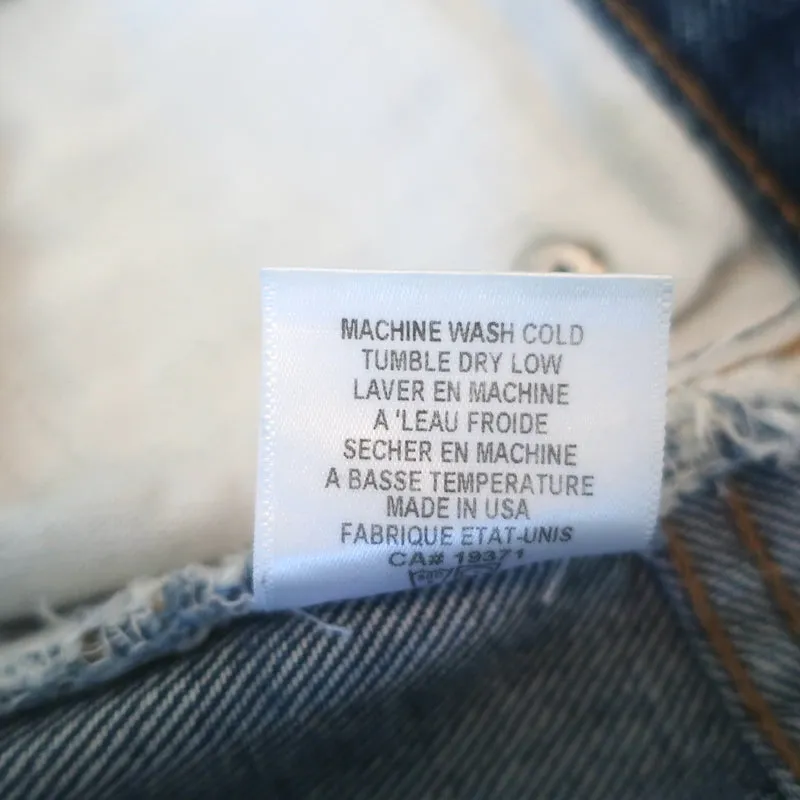 MACHINE WASH COLD
TUMBLE DRY LOW
LAVER EN MACHINE
A 'LEAU FROIDE
SECHER EN MACHINE
A BASSE TEMPERATURE
MADE IN USA
FABRIQUE ETAT-UNIS
CA# 19371